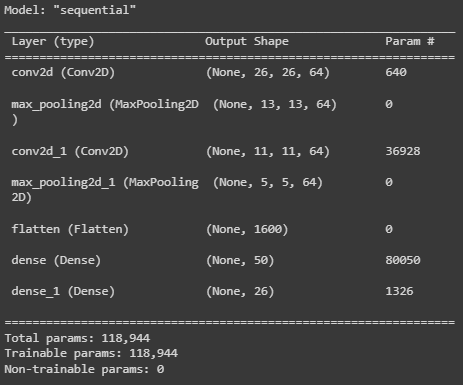 Model: "sequential"
Layer (type) Output Shape Param #
=================================================================
conv2d (Conv2D) (None, 26, 26, 64) 640
max_pooling2d (MaxPooling2D (None, 13, 13, 64) 0
)
conv2d_1 (Conv2D) (None, 11, 11, 64) 36928
max_pooling2d_1 (MaxPooling (None, 5, 5, 64) 0
2D)
flatten (Flatten) (None, 1600) 0
dense (Dense) (None, 50) 80050
dense_1 (Dense) (None, 26) 1326
=================================================================
Total params: 118,944
Trainable params: 118,944
Non-trainable params: 0